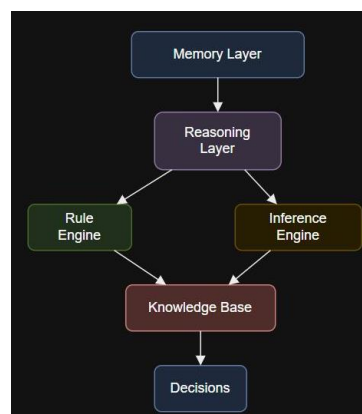 Memory Layer
Reasoning
Layer
Rule
Engine
Inference
Engine
Knowledge Base
Decisions